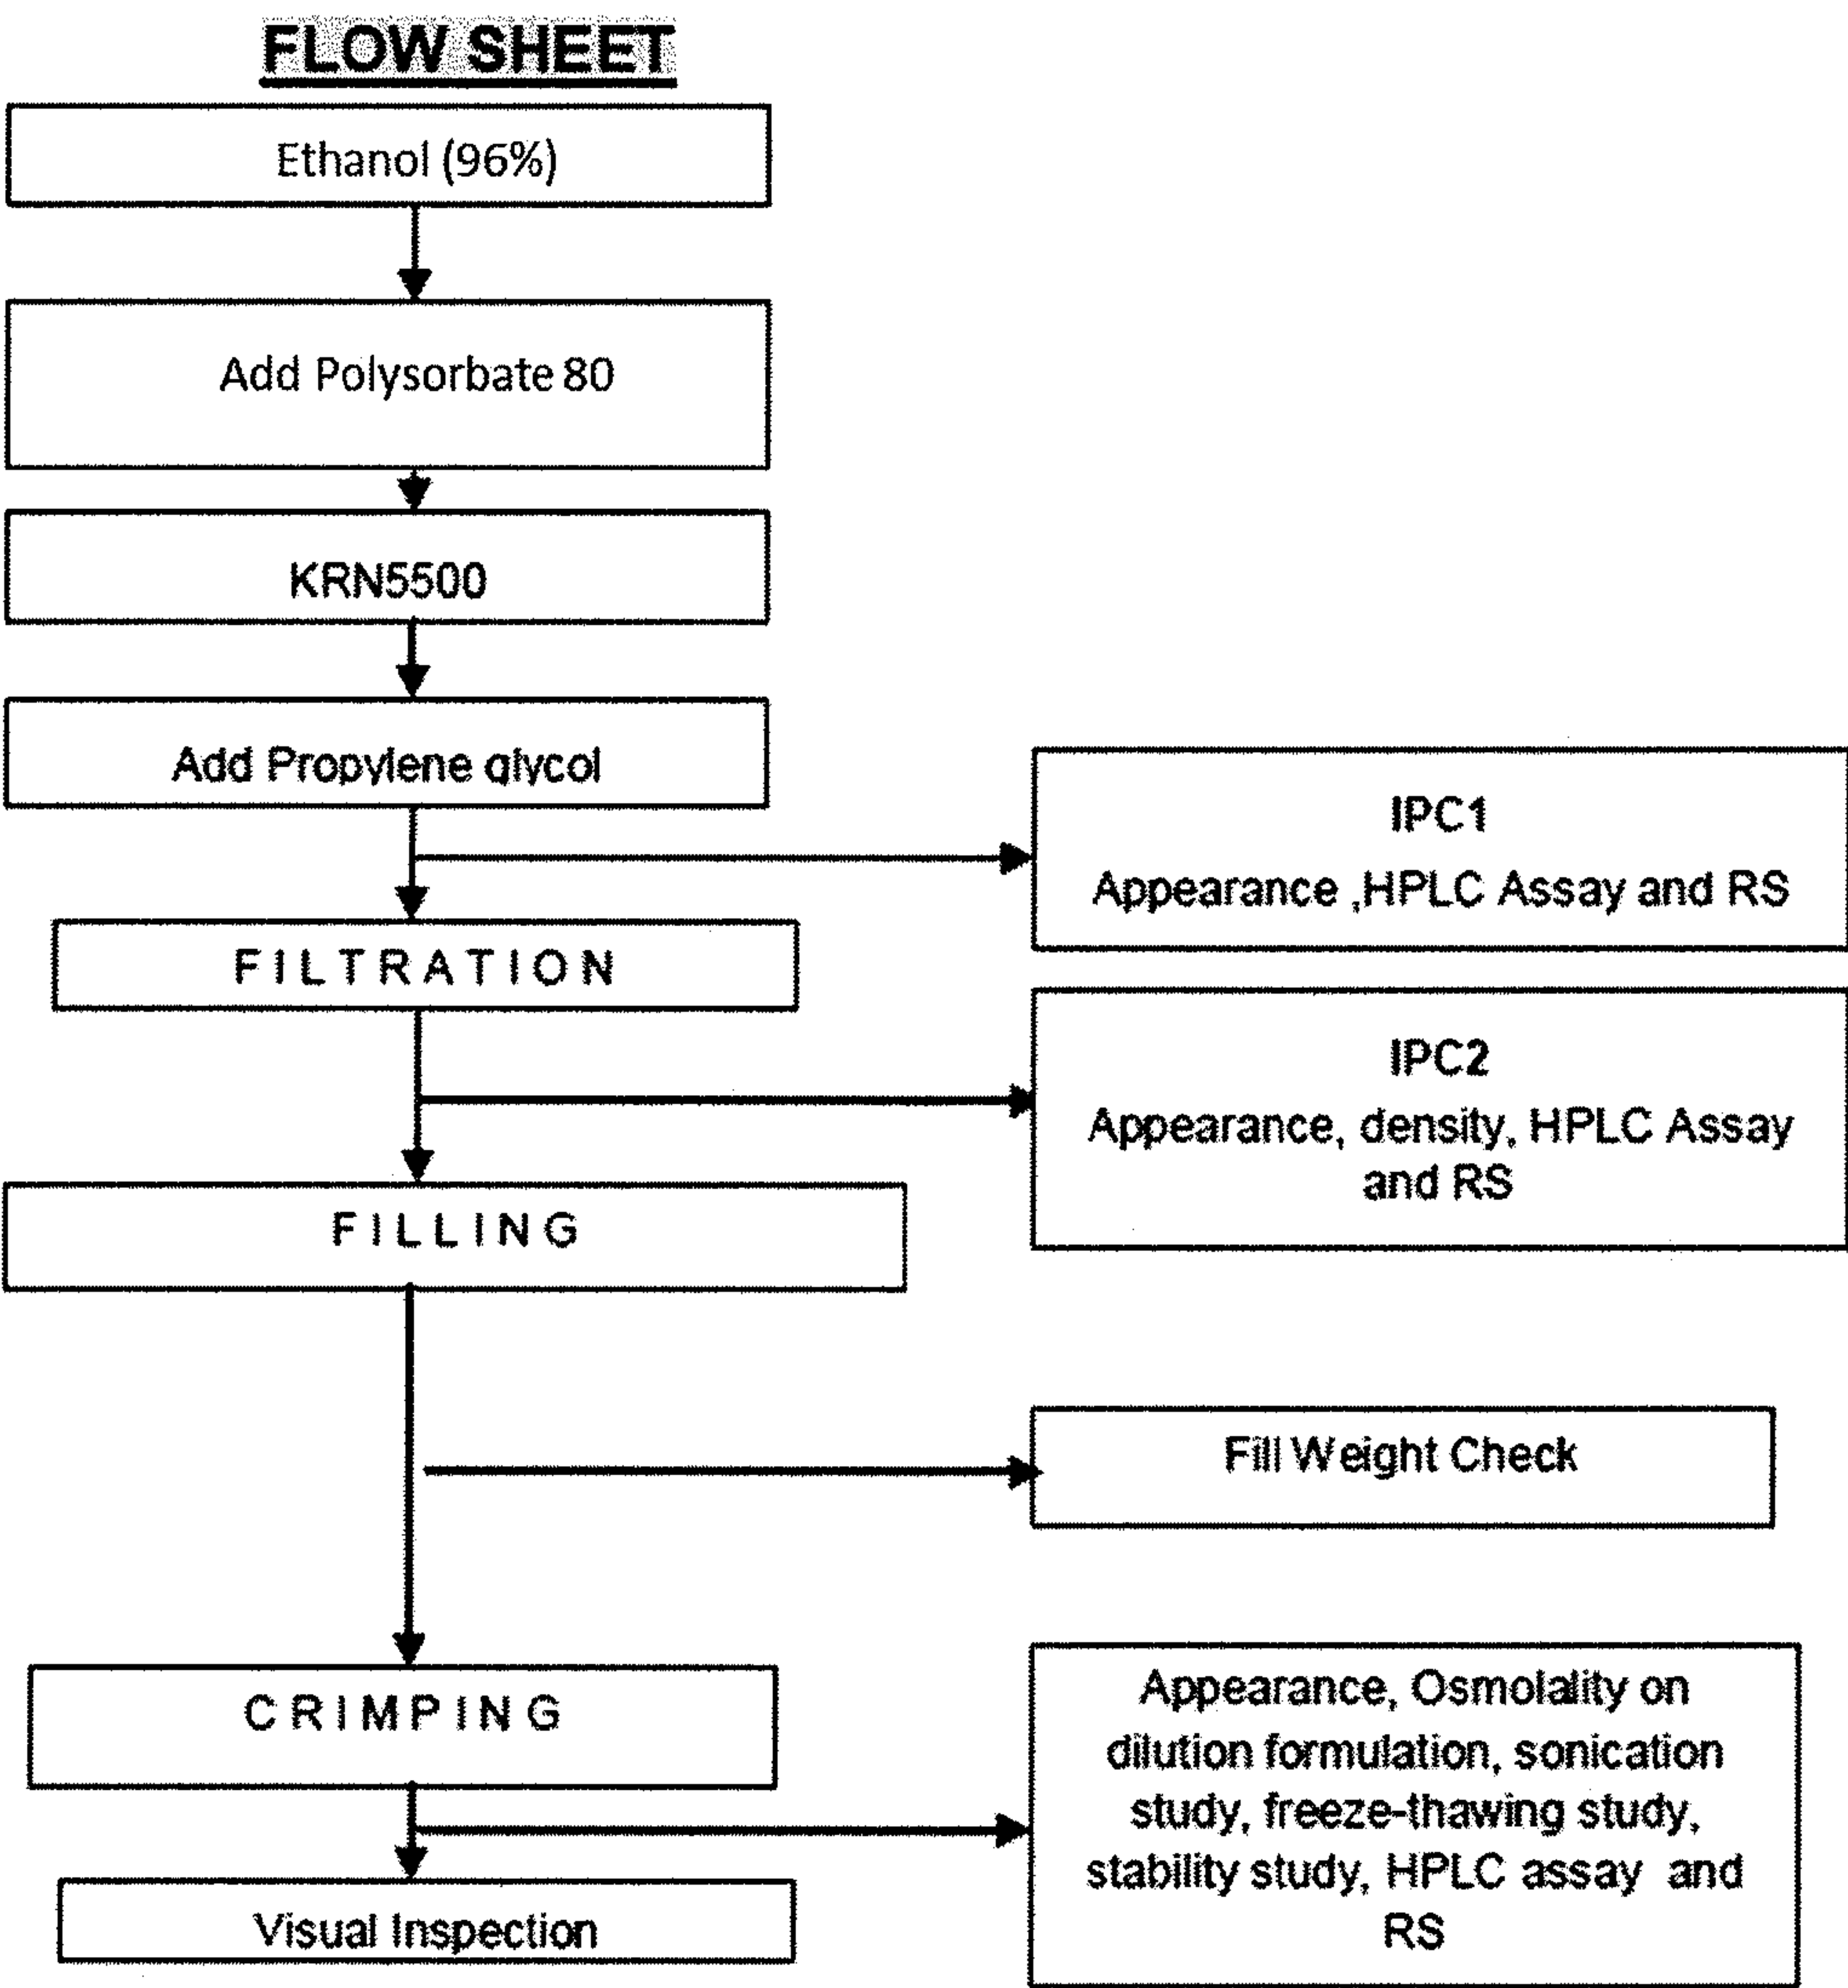 FLOW SHEET
Ethanol (96%)
Add Polysorbate 80
KRN5500
Add Propylene glycol
IPC1
Appearance ,HPLC Assay and RS
FILTRATION
IPC2
Appearance, density, HPLC Assay
and RS
FILLING
Fill Weight Check
CRIMPING
Appearance, Osmolality on
dilution formulation, sonication
study, freeze-thawing study,
stability study, HPLC assay and
RS
Visual Inspection